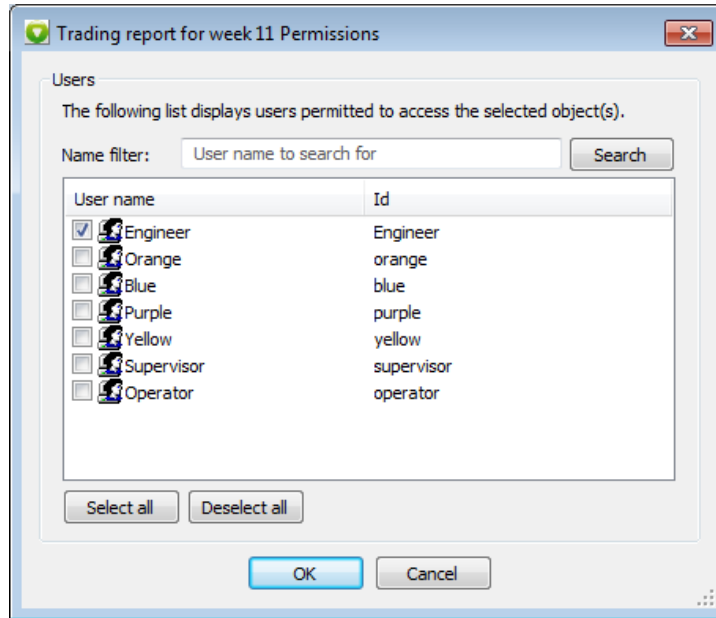 Trading report for week 11 Permissions
Users
The following list displays users permitted to access the selected object(s).
Name filter: User name to search for Search
User name Id
Engineer Engineer
Orange orange
Blue blue
Purple purple
Yellow yellow
Supervisor supervisor
Operator operator
Select all Deselect all
OK Cancel